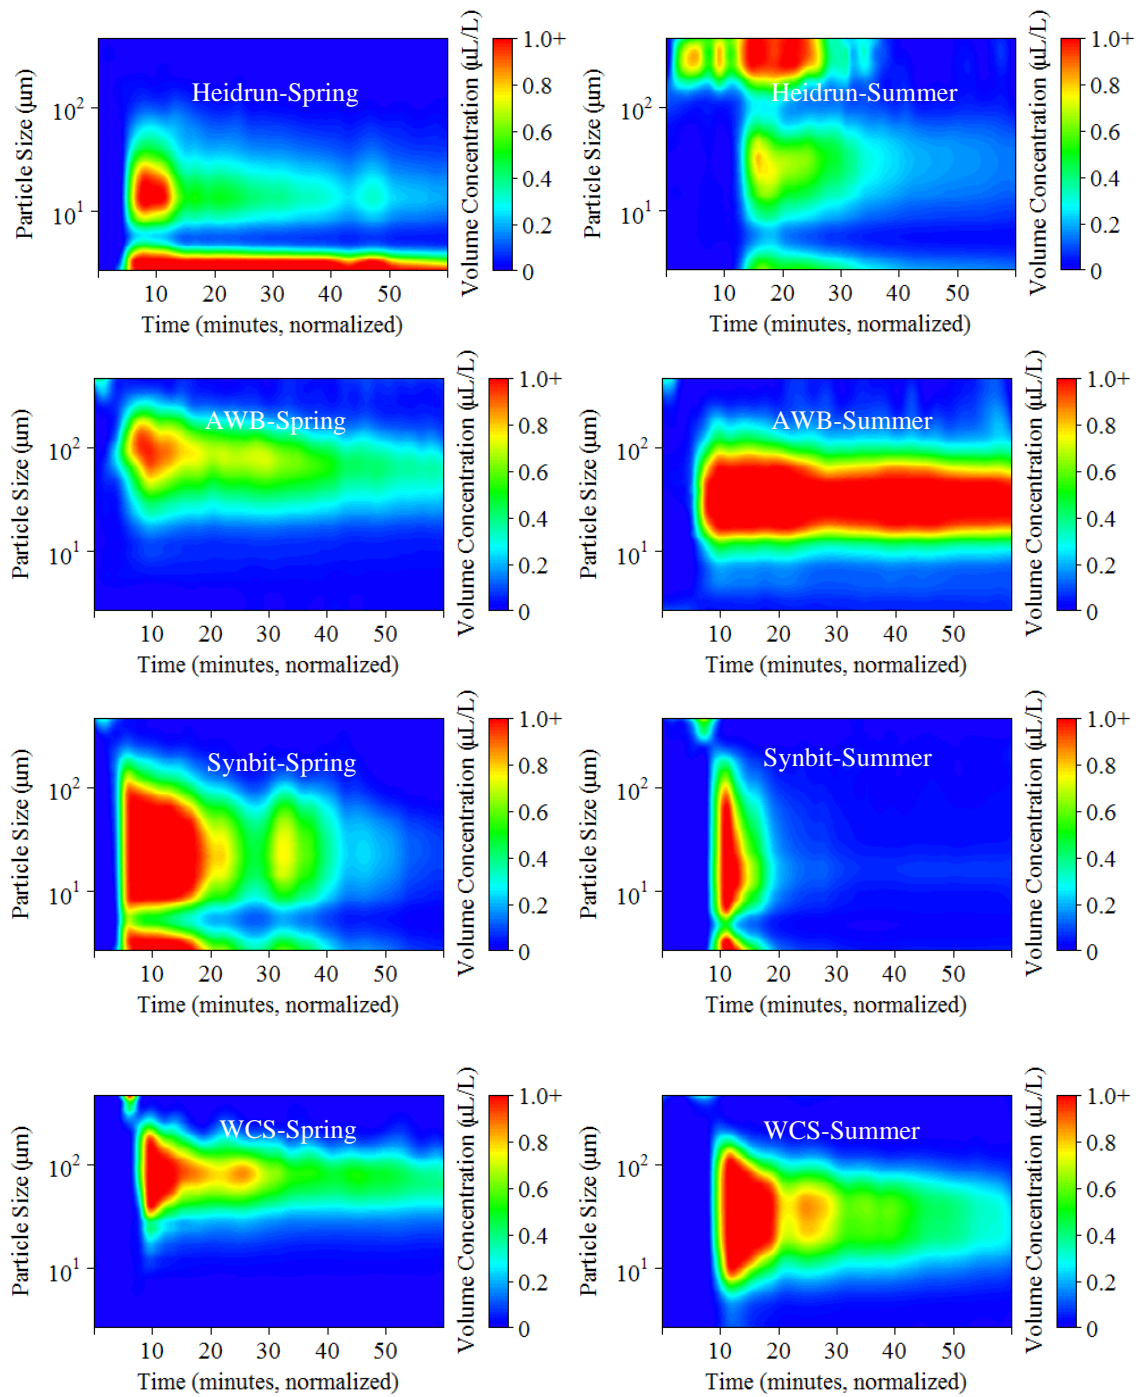 Heidrun-Spring
Particle Size (µm)
10²
10¹
10 20 30 40 50
Time (minutes, normalized)
Volume Concentration (µL/L)
1.0+
0.8
0.6
0.4
0.2
0
Heidrun-Summer
Particle Size (µm)
10²
10¹
10 20 30 40 50
Time (minutes, normalized)
Volume Concentration (µL/L)
1.0+
0.8
0.6
0.4
0.2
0
AWB-Spring
Particle Size (µm)
10²
10¹
10 20 30 40 50
Time (minutes, normalized)
Volume Concentration (µL/L)
1.0+
0.8
0.6
0.4
0.2
0
AWB-Summer
Particle Size (µm)
10²
10¹
10 20 30 40 50
Time (minutes, normalized)
Volume Concentration (µL/L)
1.0+
0.8
0.6
0.4
0.2
0
Synbit-Spring
Particle Size (µm)
10²
10¹
10 20 30 40 50
Time (minutes, normalized)
Volume Concentration (µL/L)
1.0+
0.8
0.6
0.4
0.2
0
Synbit-Summer
Particle Size (µm)
10²
10¹
10 20 30 40 50
Time (minutes, normalized)
Volume Concentration (µL/L)
1.0+
0.8
0.6
0.4
0.2
0
WCS-Spring
Particle Size (µm)
10²
10¹
10 20 30 40 50
Time (minutes, normalized)
Volume Concentration (µL/L)
1.0+
0.8
0.6
0.4
0.2
0
WCS-Summer
Particle Size (µm)
10²
10¹
10 20 30 40 50
Time (minutes, normalized)
Volume Concentration (µL/L)
1.0+
0.8
0.6
0.4
0.2
0